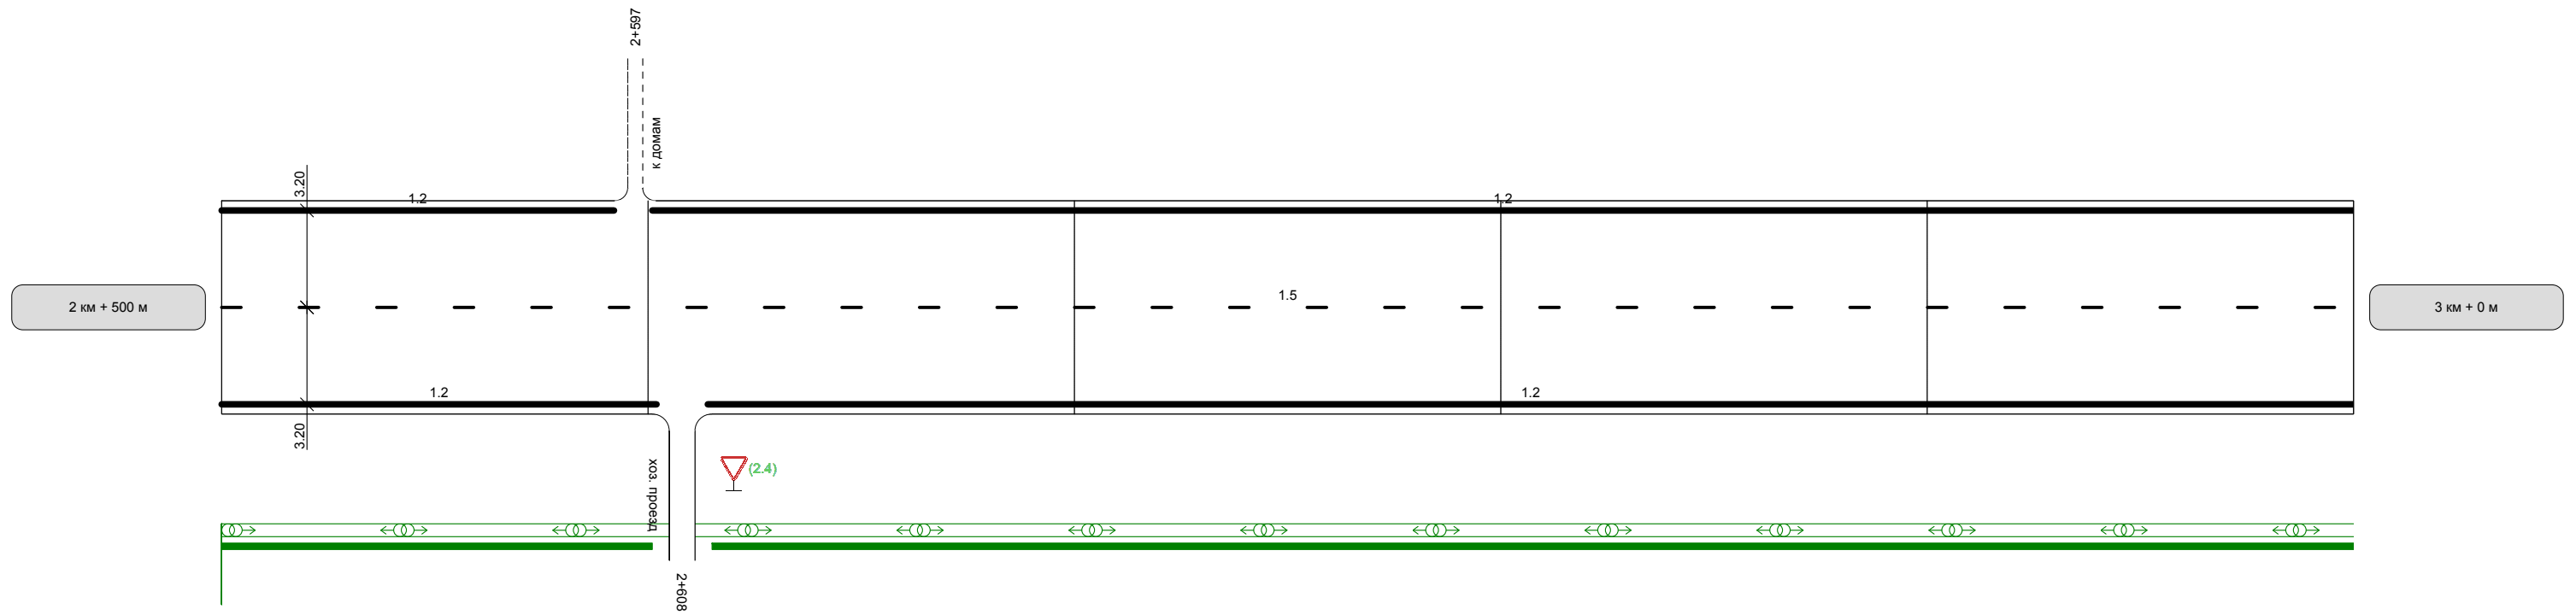 2+597
к домам
3.20
1.2
1.2
2 км + 500 м
1.5
3 км + 0 м
1.2
1.2
3.20
хоз. проезд
(2.4)
2+608